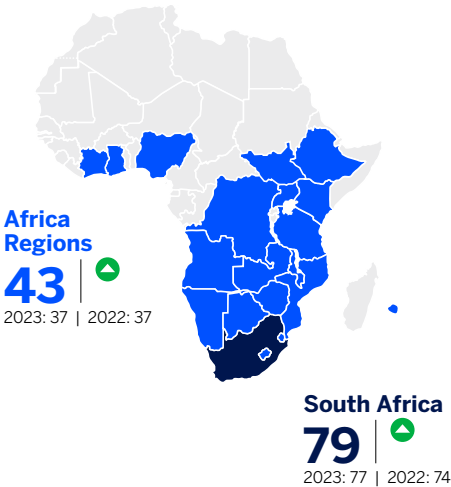 Africa
Regions
43
2023: 37 | 2022: 37
South Africa
79
2023: 77 | 2022: 74